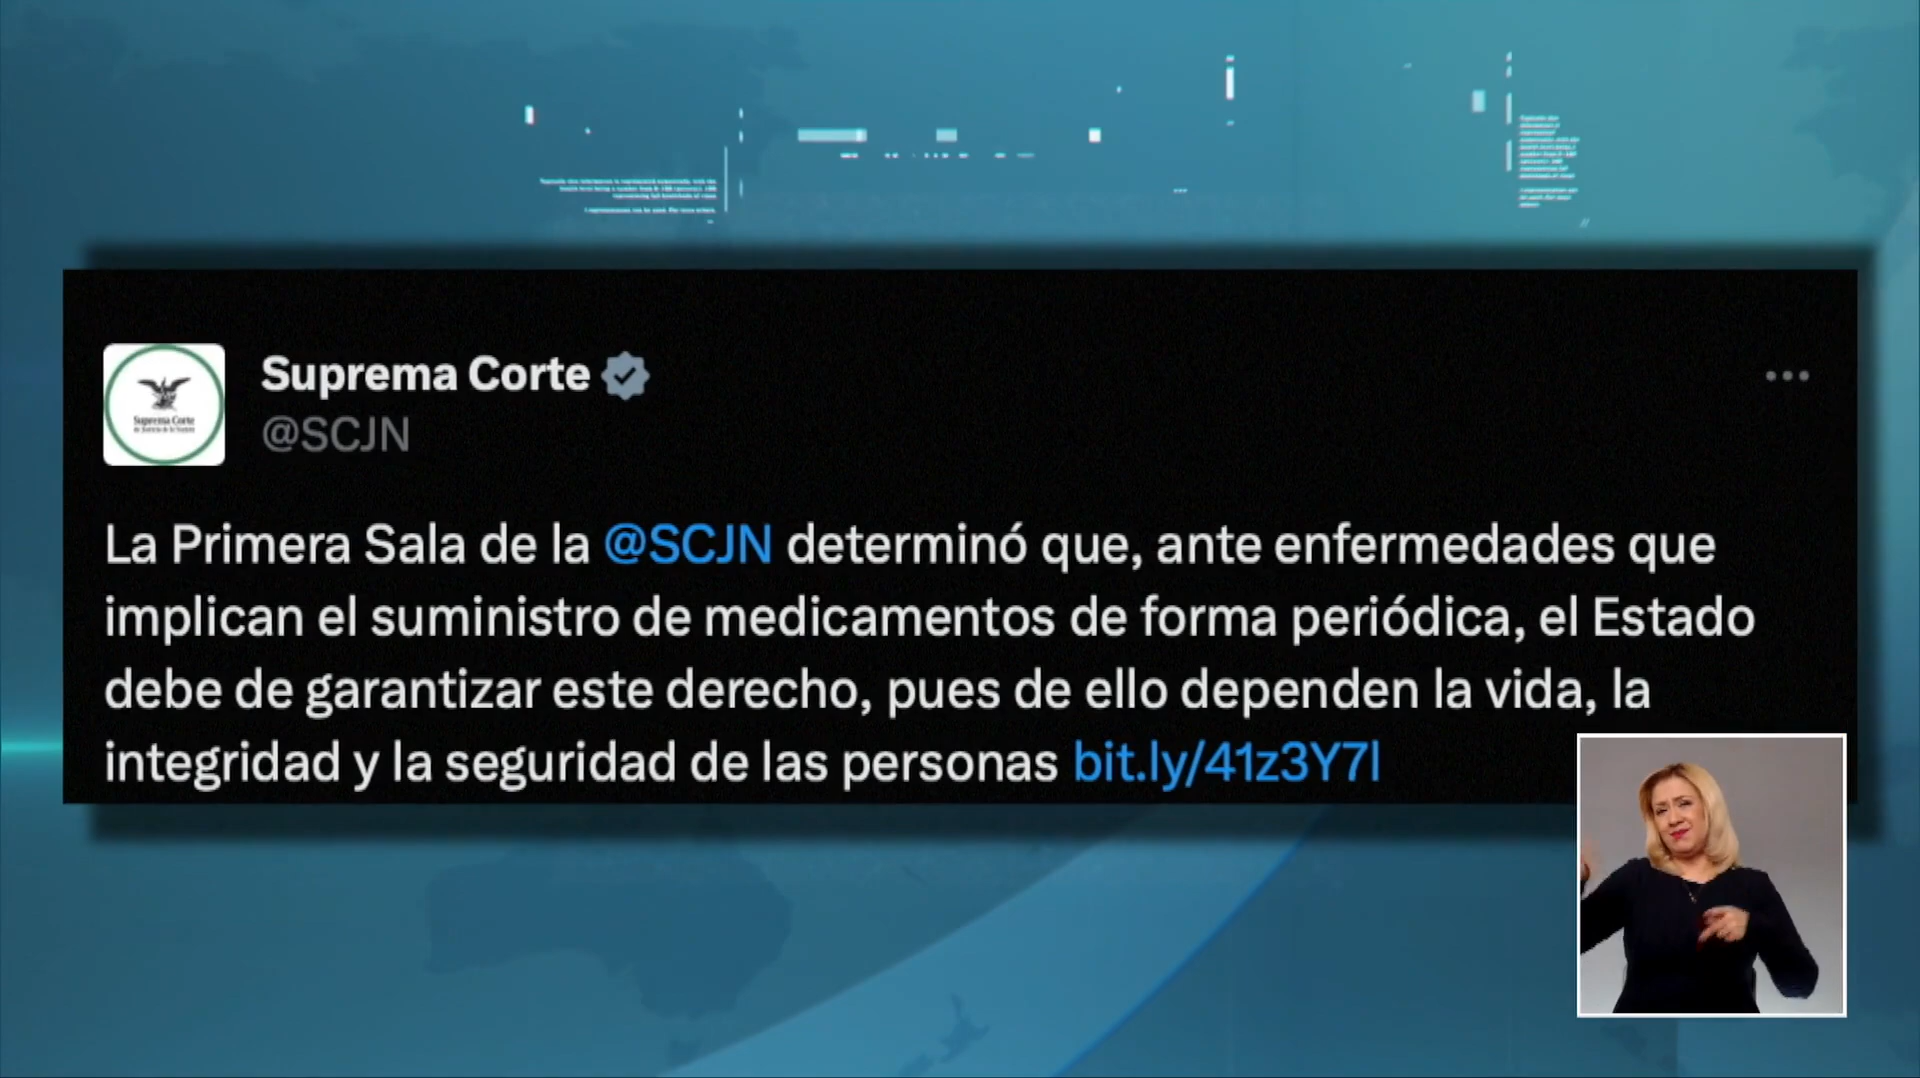 Suprema Corte
@SCJN
Suprema Corte
La Primera Sala de la @SCJN determinó que, ante enfermedades que
implican el suministro de medicamentos de forma periódica, el Estado
debe de garantizar este derecho, pues de ello dependen la vida, la
integridad y la seguridad de las personas bit.ly/41z3Y7l